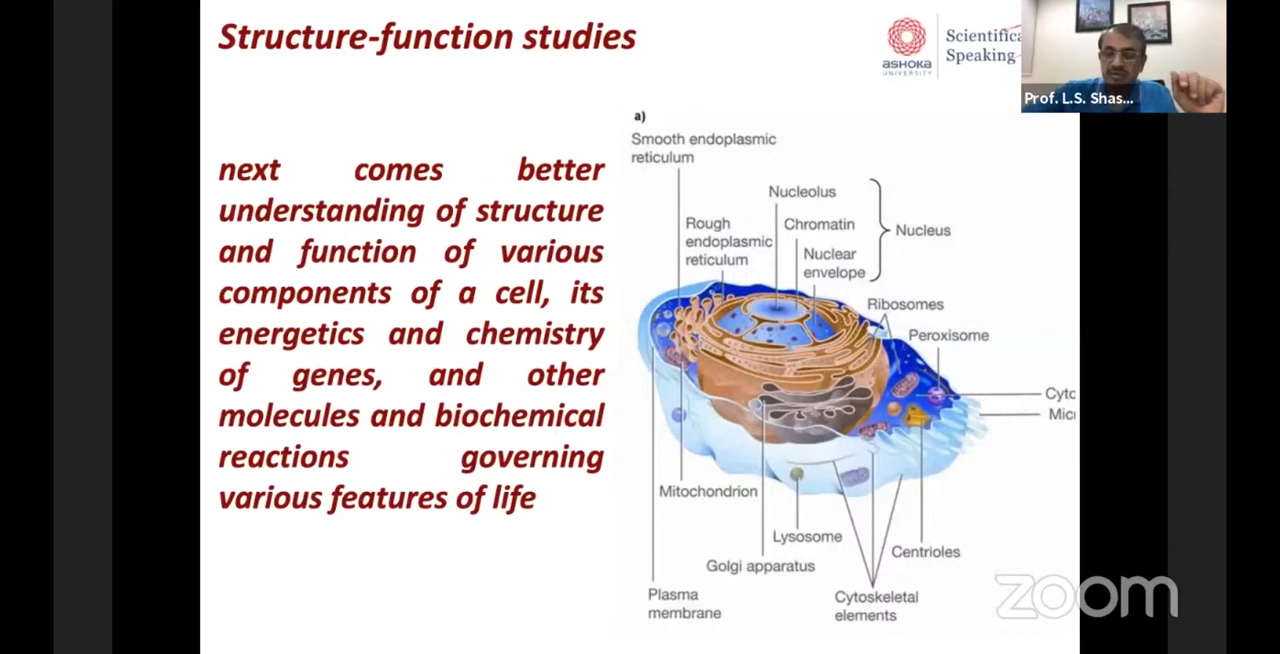 Structure-function studies
ASHOKA
UNIVERSITY
Scientifica
Speaking
Prof. L.S. Shas...
next comes better
understanding of structure
and function of various
components of a cell, its
energetics and chemistry
of genes, and other
molecules and biochemical
reactions governing
various features of life
a)
Smooth endoplasmic
reticulum
Nucleolus
Rough
endoplasmic
reticulum
Chromatin
Nucleus
Nuclear
envelope
Ribosomes
Peroxisome
Cyto
Micr
Mitochondrion
Lysosome
Golgi apparatus
Centrioles
Plasma
membrane
Cytoskeletal
elements
zoom